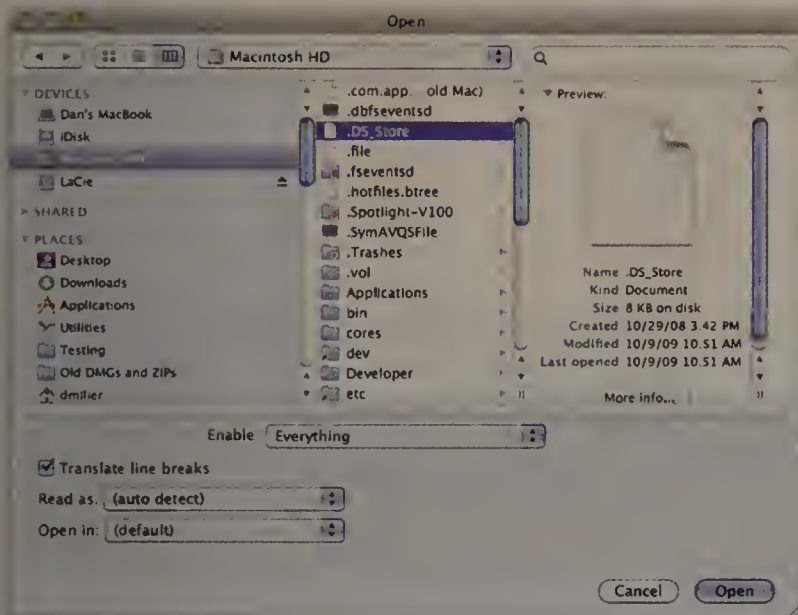 Open
Macintosh HD
DEVICES
Dan's MacBook
iDisk
LaCie
SHARED
PLACES
Desktop
Downloads
Applications
Utilities
Testing
Old DMGs and ZIPs
dmiller
.com.app. old Mac)
.dbfseventsd
.DS_Store
.file
.fseventsd
.hotfiles.btree
.Spotlight-V100
.SymAVQSFile
.Trashes
.vol
Applications
bin
cores
dev
Developer
etc
Preview:
Name .DS_Store
Kind Document
Size 8 KB on disk
Created 10/29/08 3.42 PM
Modified 10/9/09 10.51 AM
Last opened 10/9/09 10.51 AM
More info...
Enable Everything
Translate line breaks
Read as. (auto detect)
Open in: (default)
Cancel Open